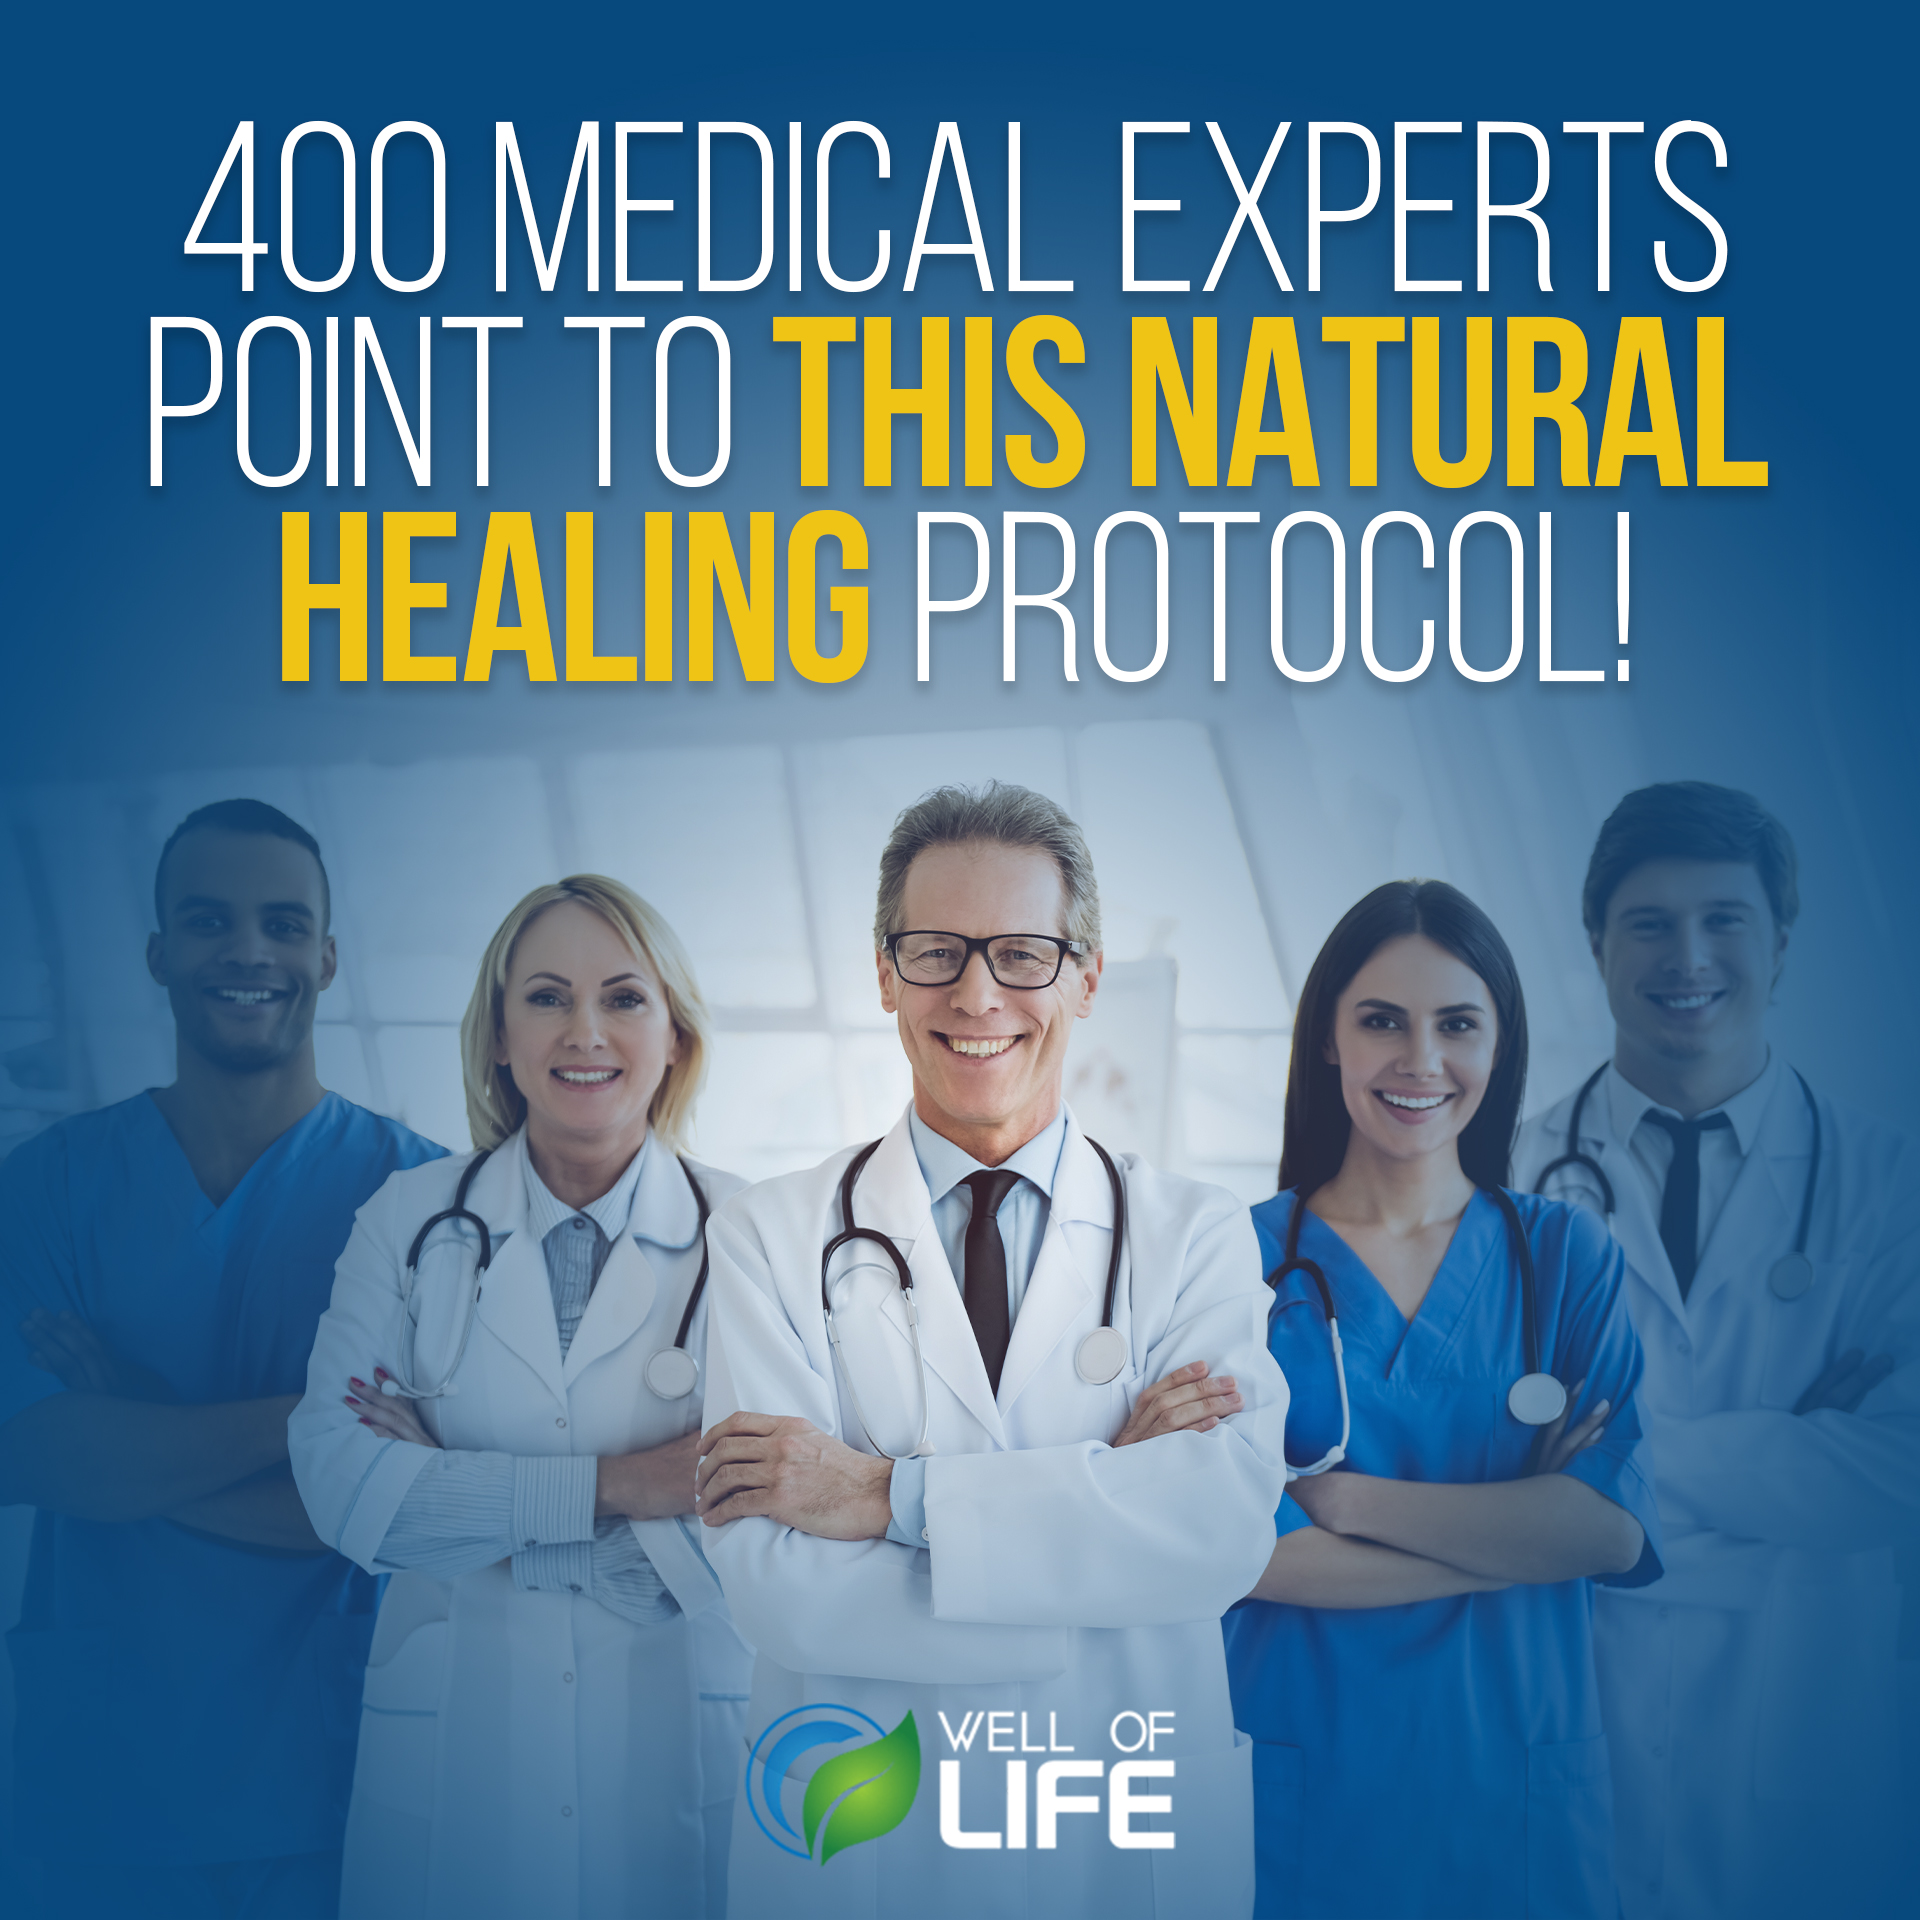 400 MEDICAL EXPERTS
POINT TO THIS NATURAL
HEALING PROTOCOL!
WELL OF
LIFE